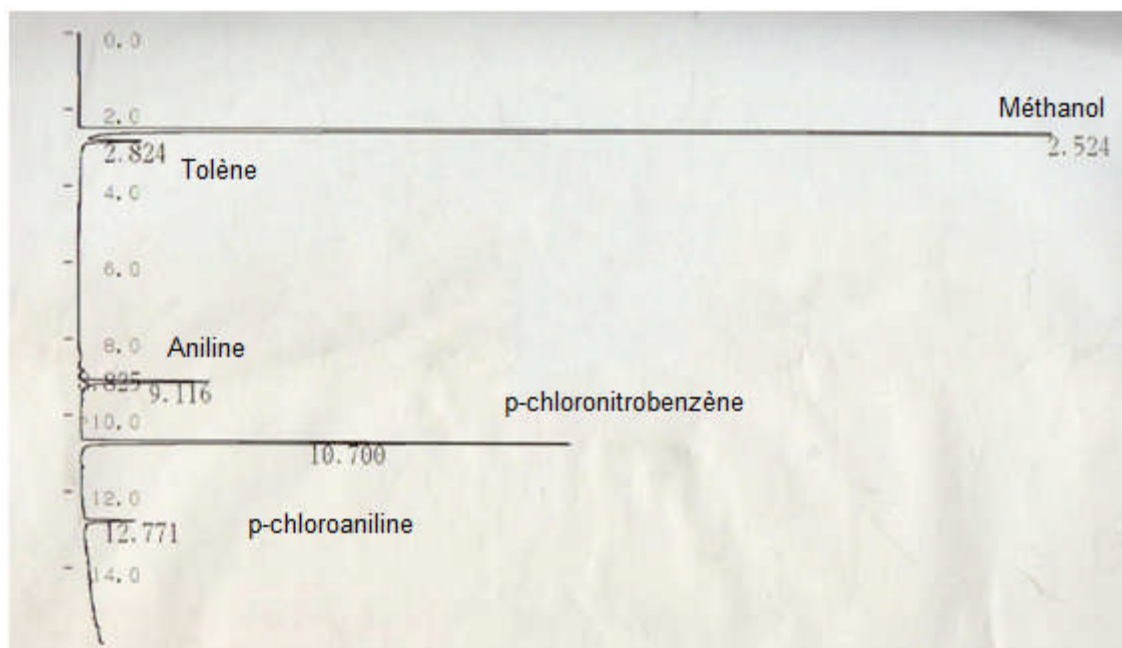 0.0
Méthanol
2.0
2.524
2.824
Tolène
4.0
6.0
8.0
Aniline
.825
9.116
p-chloronitrobenzène
10.0
10.700
12.0
12.771
p-chloroaniline
14.0